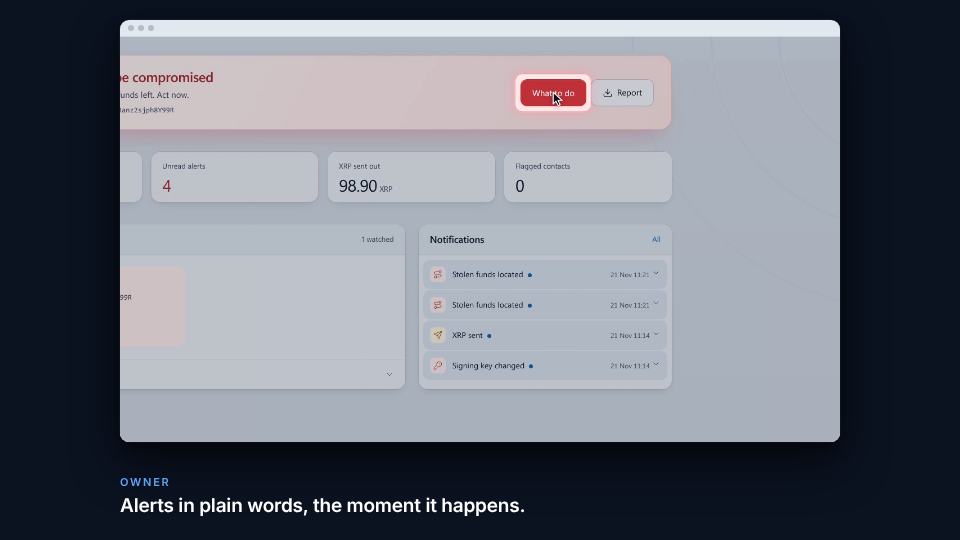 be compromised
unds left. Act now.
What to do
Report
Unread alerts
4
XRP sent out
98.90 XRP
Flagged contacts
0
1 watched
Notifications
All
99R
Stolen funds located
21 Nov 11:21
Stolen funds located
21 Nov 11:21
XRP sent
21 Nov 11:14
Signing key changed
21 Nov 11:14
OWNER
Alerts in plain words, the moment it happens.